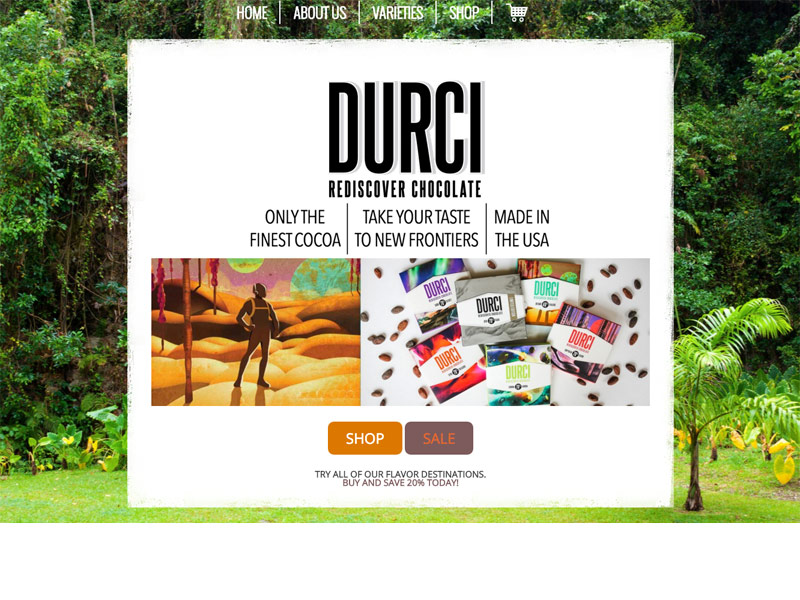 HOME ABOUT US VARIETIES SHOP
DURCI
REDISCOVER CHOCOLATE
ONLY THE
FINEST COCOA
TAKE YOUR TASTE
TO NEW FRONTIERS
MADE IN
THE USA
DURCI
DURCI
DURCI
DURCI
DURCI
DURCI
SHOP SALE
TRY ALL OF OUR FLAVOR DESTINATIONS.
BUY AND SAVE 20% TODAY!